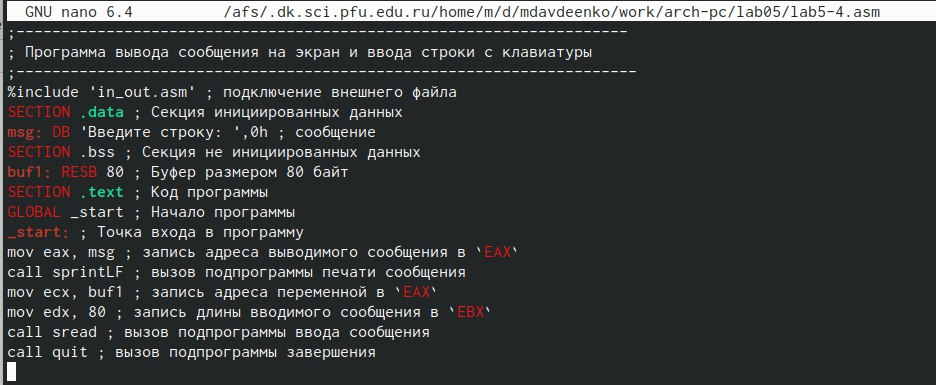 GNU nano 6.4 /afs/.dk.sci.pfu.edu.ru/home/m/d/mdavdeenko/work/arch-pc/lab05/lab5-4.asm
;--------------------------------------------------------------------
; Программа вывода сообщения на экран и ввода строки с клавиатуры
;---------------------------------------------------------------------
%include 'in_out.asm' ; подключение внешнего файла
SECTION .data ; Секция инициированных данных
msg: DB 'Введите строку: ',0h ; сообщение
SECTION .bss ; Секция не инициированных данных
buf1: RESB 80 ; Буфер размером 80 байт
SECTION .text ; Код программы
GLOBAL _start ; Начало программы
_start: ; Точка входа в программу
mov eax, msg ; запись адреса выводимого сообщения в `EAX`
call sprintLF ; вызов подпрограммы печати сообщения
mov ecx, buf1 ; запись адреса переменной в `EAX`
mov edx, 80 ; запись длины вводимого сообщения в `EBX`
call sread ; вызов подпрограммы ввода сообщения
call quit ; вызов подпрограммы завершения